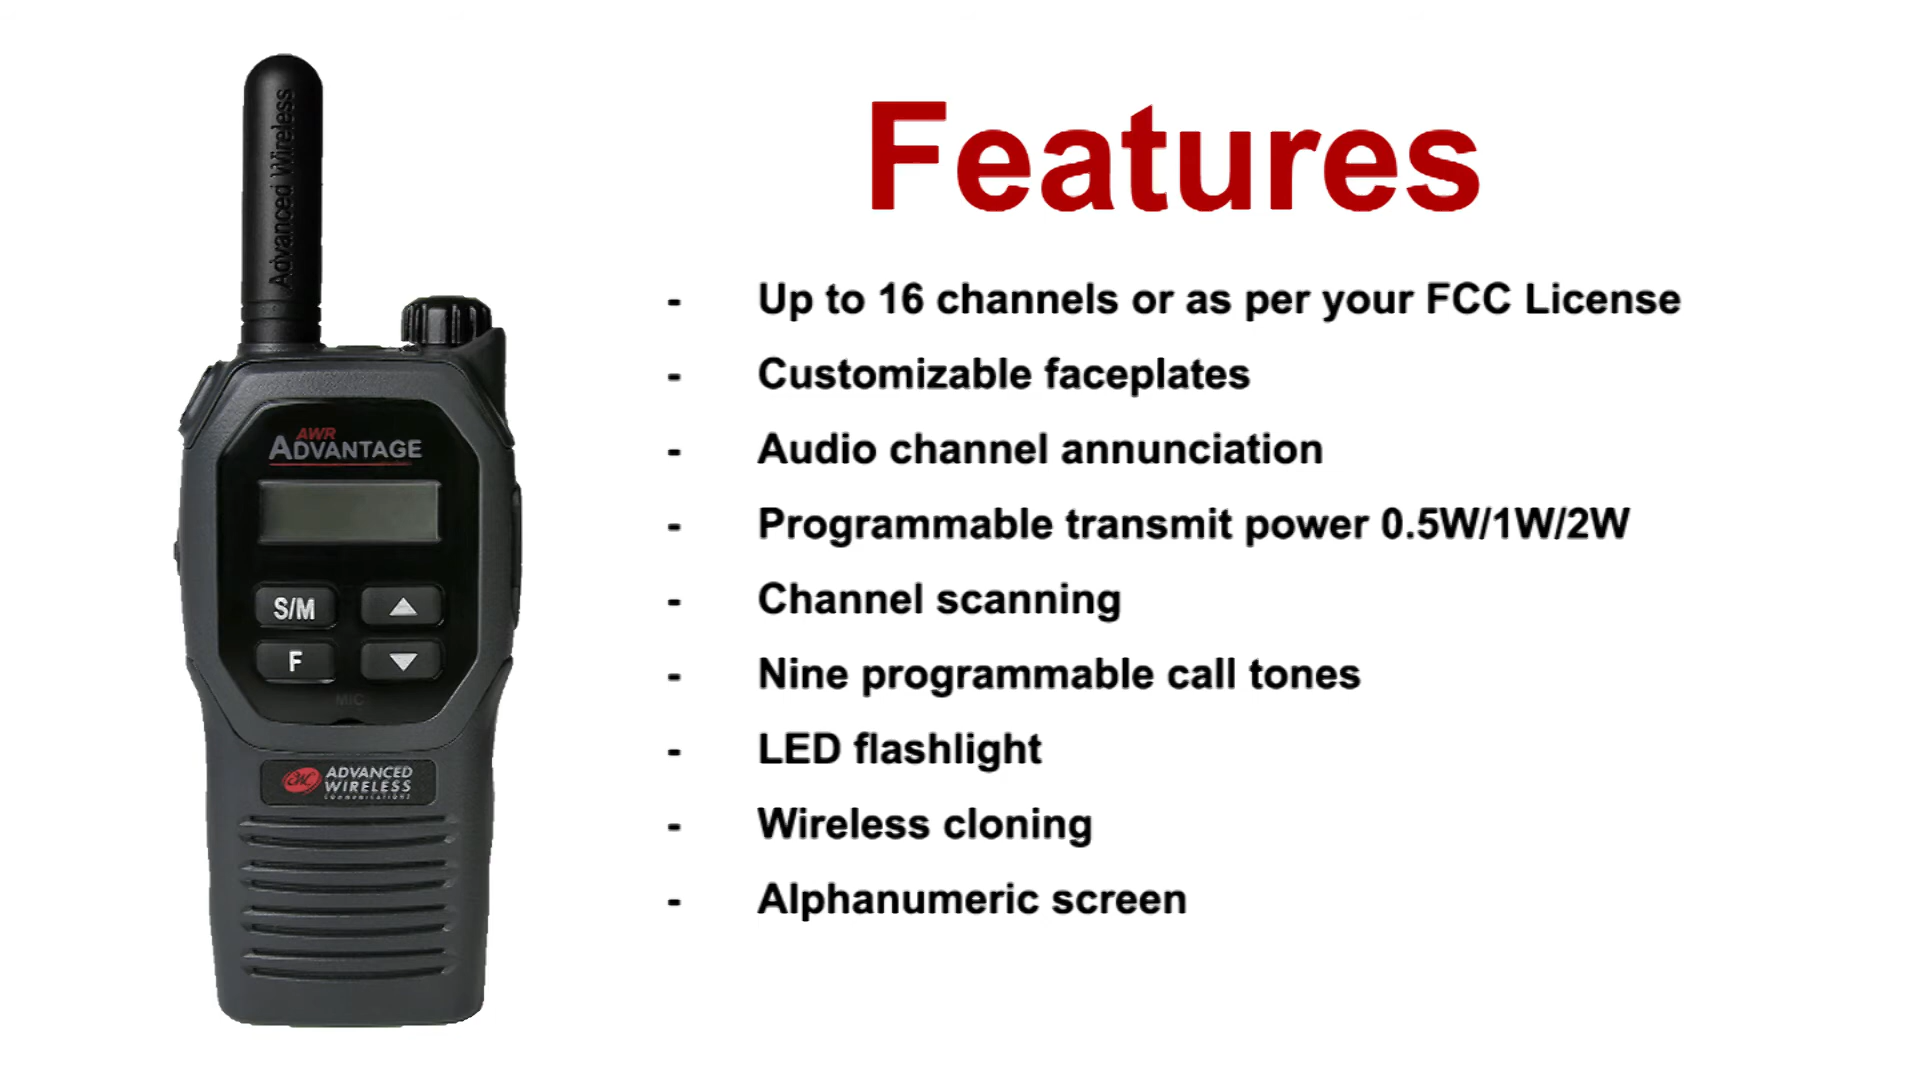 Advanced Wireless
AWR
ADVANTAGE
S/M
F
MIC
ADVANCED
WIRELESS
COMMUNICATIONS
Features
- Up to 16 channels or as per your FCC License
- Customizable faceplates
- Audio channel annunciation
- Programmable transmit power 0.5W/1W/2W
- Channel scanning
- Nine programmable call tones
- LED flashlight
- Wireless cloning
- Alphanumeric screen